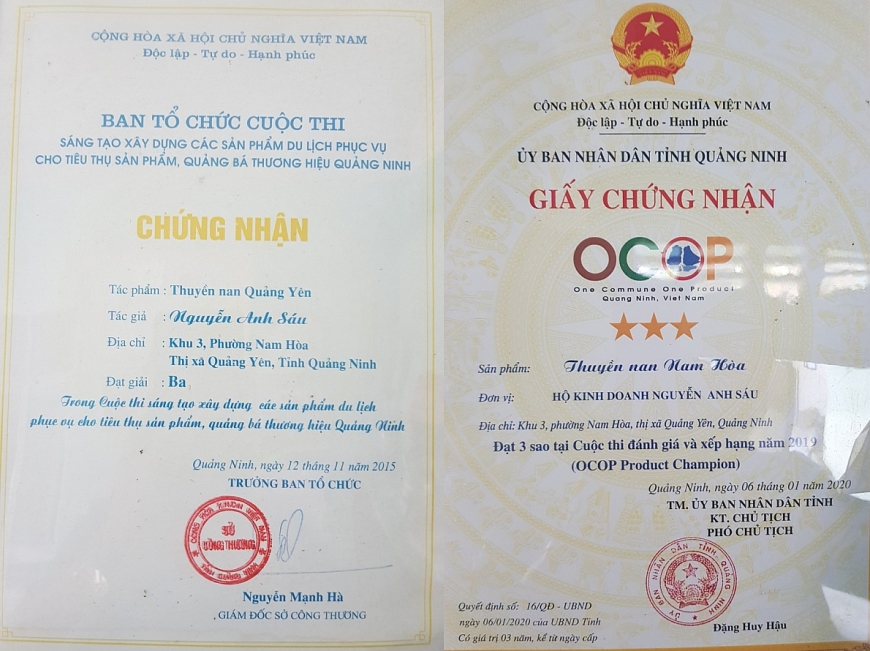 CỘNG HÒA XÃ HỘI CHỦ NGHĨA VIỆT NAM
Độc lập - Tự do - Hạnh phúc
BAN TỔ CHỨC CUỘC THI
SÁNG TẠO XÂY DỰNG CÁC SẢN PHẨM DU LỊCH PHỤC VỤ
CHO TIÊU THỤ SẢN PHẨM, QUẢNG BÁ THƯƠNG HIỆU QUẢNG NINH
CHỨNG NHẬN
Tác phẩm : Thuyền nan Quảng Yên
Tác giả : Nguyễn Anh Sáu
Địa chỉ : Khu 3, Phường Nam Hòa
Thị xã Quảng Yên, Tỉnh Quảng Ninh
Đạt giải : Ba
Trong Cuộc thi sáng tạo xây dựng các sản phẩm du lịch
phục vụ cho tiêu thụ sản phẩm, quảng bá thương hiệu Quảng Ninh
Quảng Ninh, ngày 12 tháng 11 năm 2015
TRƯỞNG BAN TỔ CHỨC
SỞ
CÔNG THƯƠNG
Nguyễn Mạnh Hà
GIÁM ĐỐC SỞ CÔNG THƯƠNG
CỘNG HÒA XÃ HỘI CHỦ NGHĨA VIỆT NAM
Độc lập - Tự do - Hạnh phúc
ỦY BAN NHÂN DÂN TỈNH QUẢNG NINH
GIẤY CHỨNG NHẬN
OCOP
One Commune One Product
Quang Ninh, Viet Nam
Sản phẩm: Thuyền nan Nam Hòa
Đơn vị: HỘ KINH DOANH NGUYỄN ANH SÁU
Địa chỉ: Khu 3, phường Nam Hòa, thị xã Quảng Yên, Quảng Ninh
Đạt 3 sao tại Cuộc thi đánh giá và xếp hạng năm 2019
(OCOP Product Champion)
Quảng Ninh, ngày 06 tháng 01 năm 2020
TM. ỦY BAN NHÂN DÂN TỈNH
KT. CHỦ TỊCH
PHÓ CHỦ TỊCH
ỦY BAN NHÂN DÂN TỈNH QUẢNG NINH
Quyết định số: 16/QĐ - UBND
ngày 06/01/2020 của UBND Tỉnh
Có giá trị 03 năm, kể từ ngày cấp
Đặng Huy Hậu